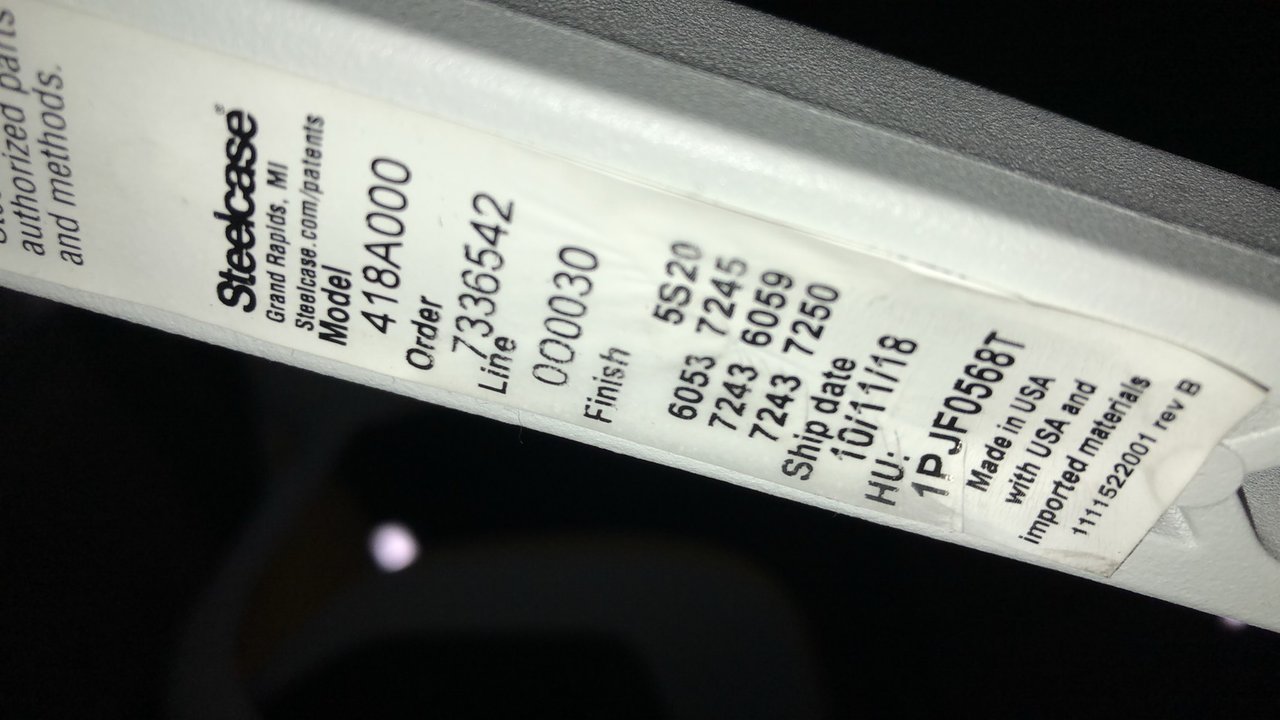 authorized parts
and methods.
Steelcase®
Grand Rapids, MI
Steelcase.com/patents
Model
418A000
Order
7336542
Line
000030
Finish
6053 5S20
7243 7245
7243 6059
7243 7250
Ship date
10/11/18
HU:
1PJF0568T
Made in USA
with USA and
imported materials
1111522001 rev B